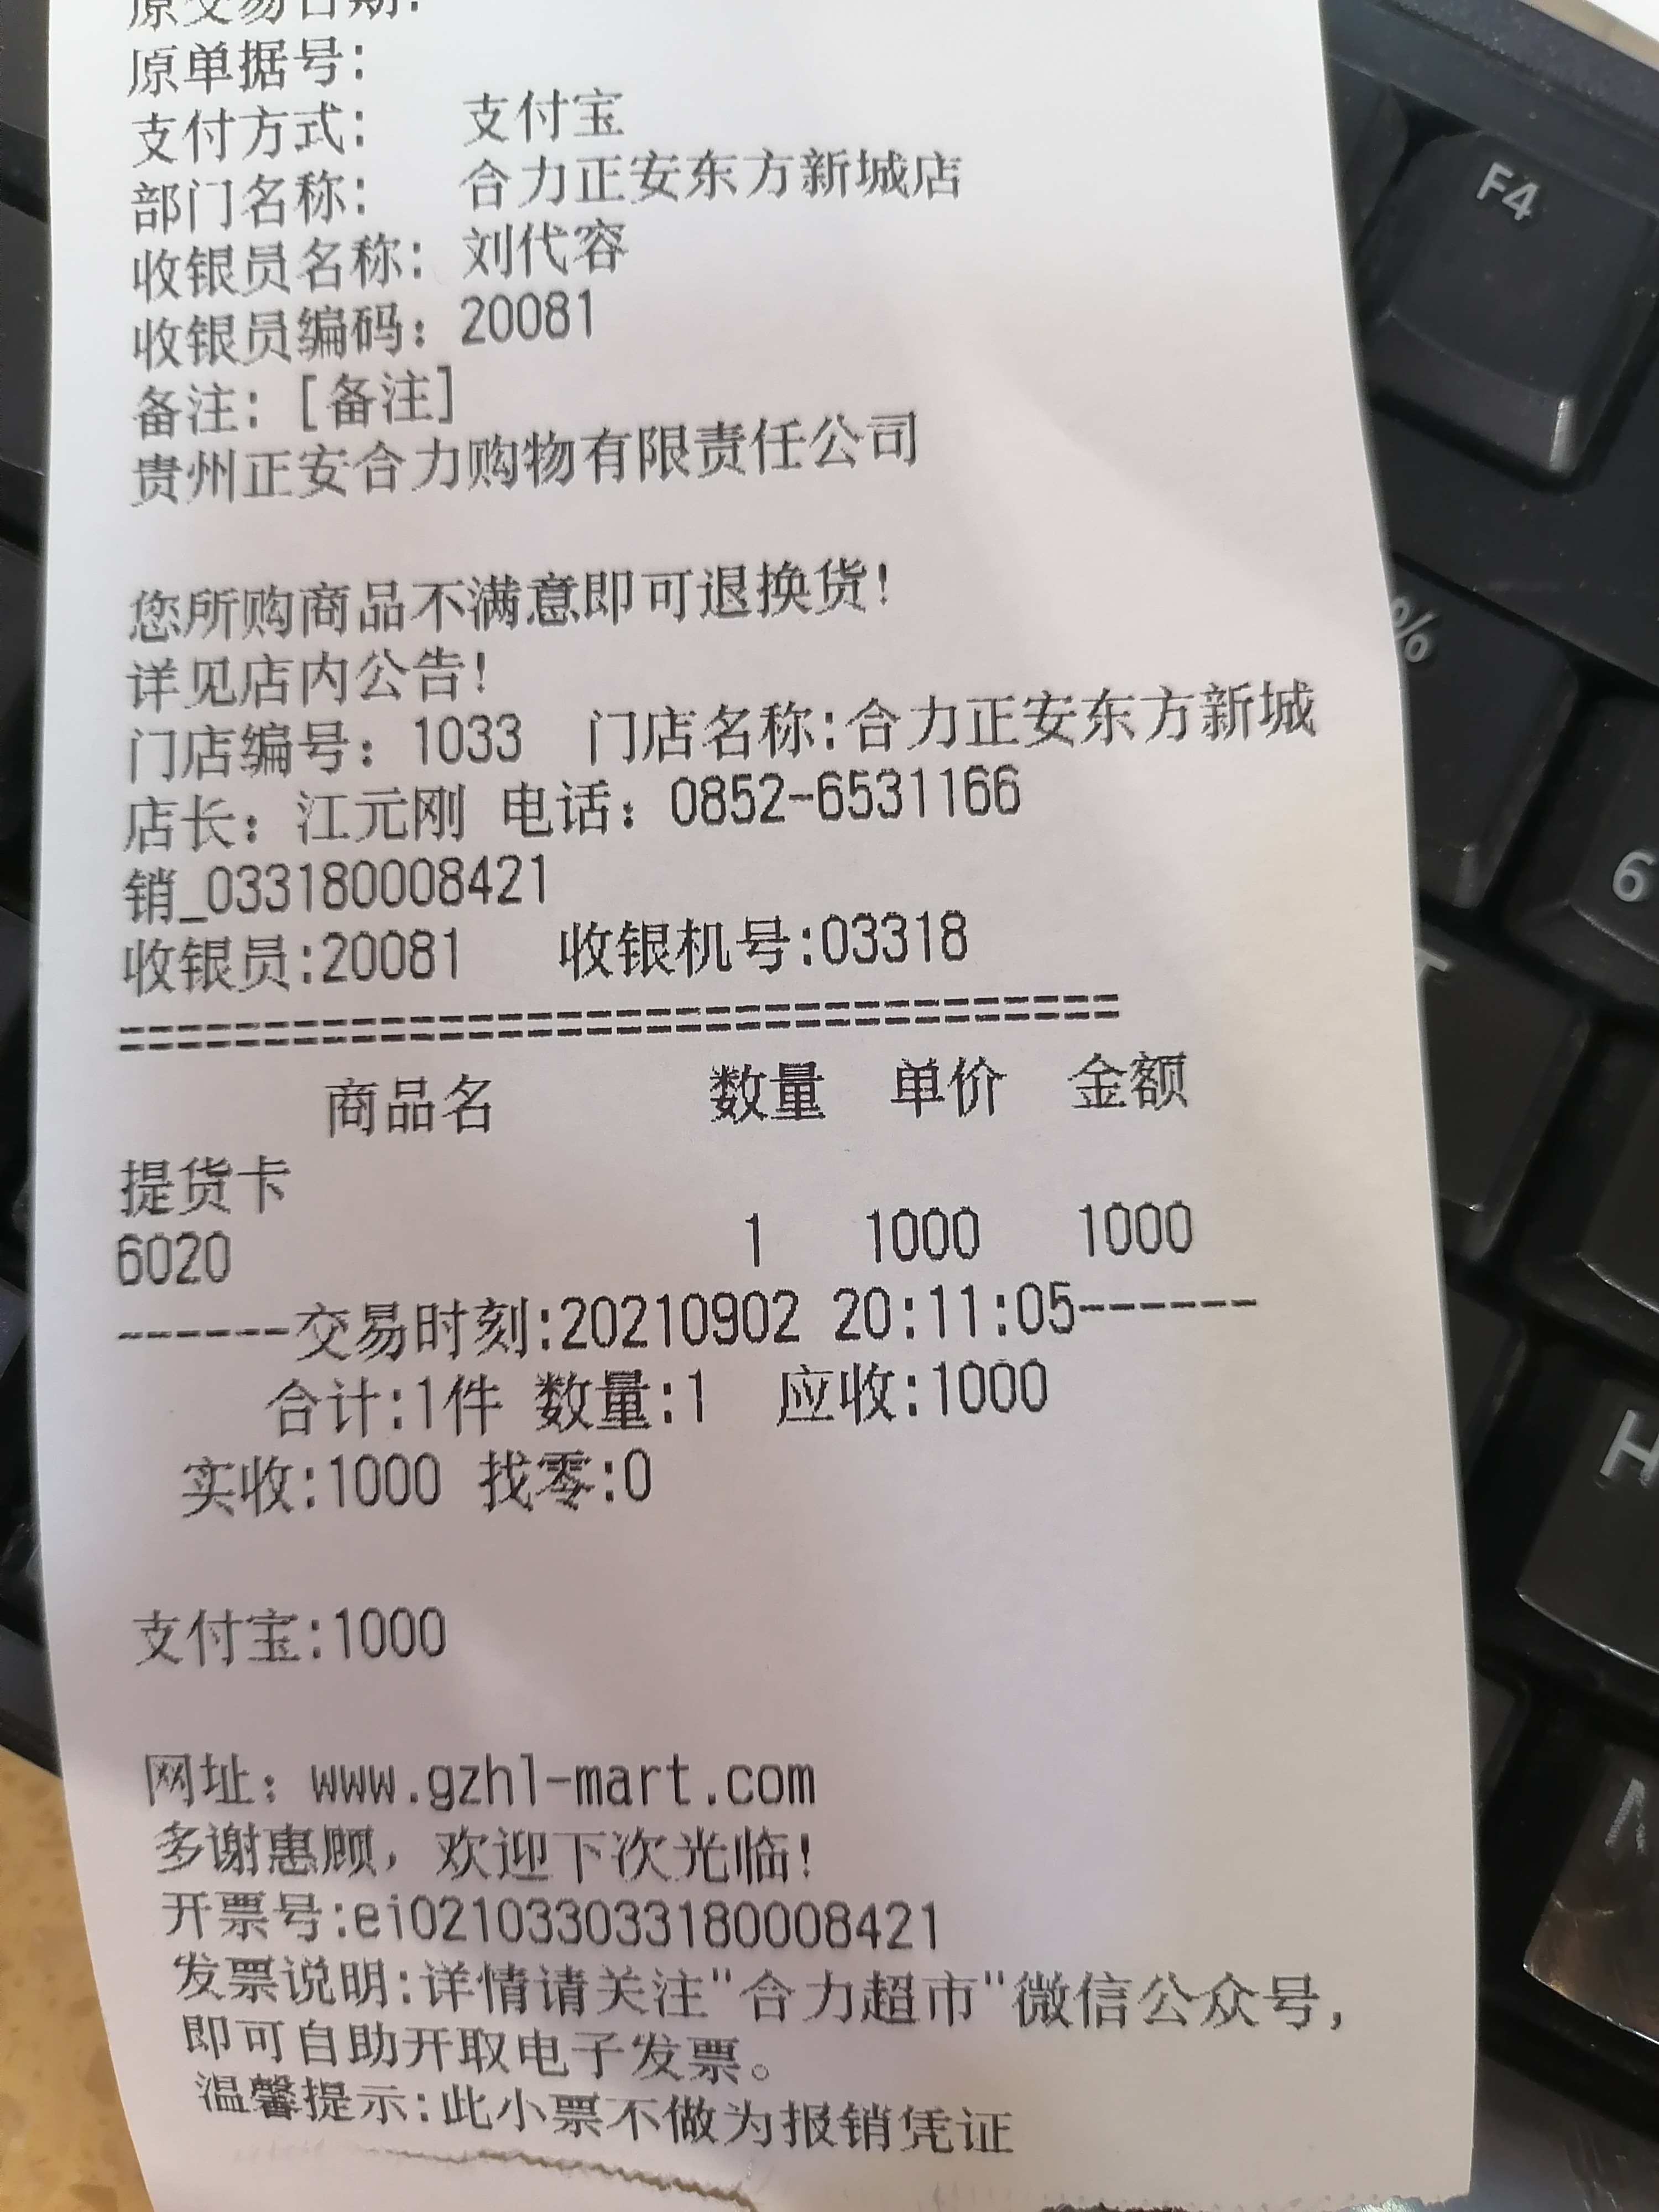 原交易日期:
原单据号:
支付方式: 支付宝
部门名称: 合力正安东方新城店
收银员名称: 刘代容
收银员编码: 20081
备注: [备注]
贵州正安合力购物有限责任公司
您所购商品不满意即可退换货!
详见店内公告!
门店编号: 1033 门店名称:合力正安东方新城
店长: 江元刚 电话: 0852-6531166
销_033180008421
收银员:20081 收银机号:03318
===================================
商品名 数量 单价 金额
提货卡
6020 1 1000 1000
------交易时刻:20210902 20:11:05------
合计:1件 数量:1 应收:1000
实收:1000 找零:0
支付宝:1000
网址: www.gzhl-mart.com
多谢惠顾, 欢迎下次光临!
开票号:ei021033033180008421
发票说明:详情请关注"合力超市"微信公众号,
即可自助开取电子发票。
温馨提示:此小票不做为报销凭证
F4
%
6
T
H